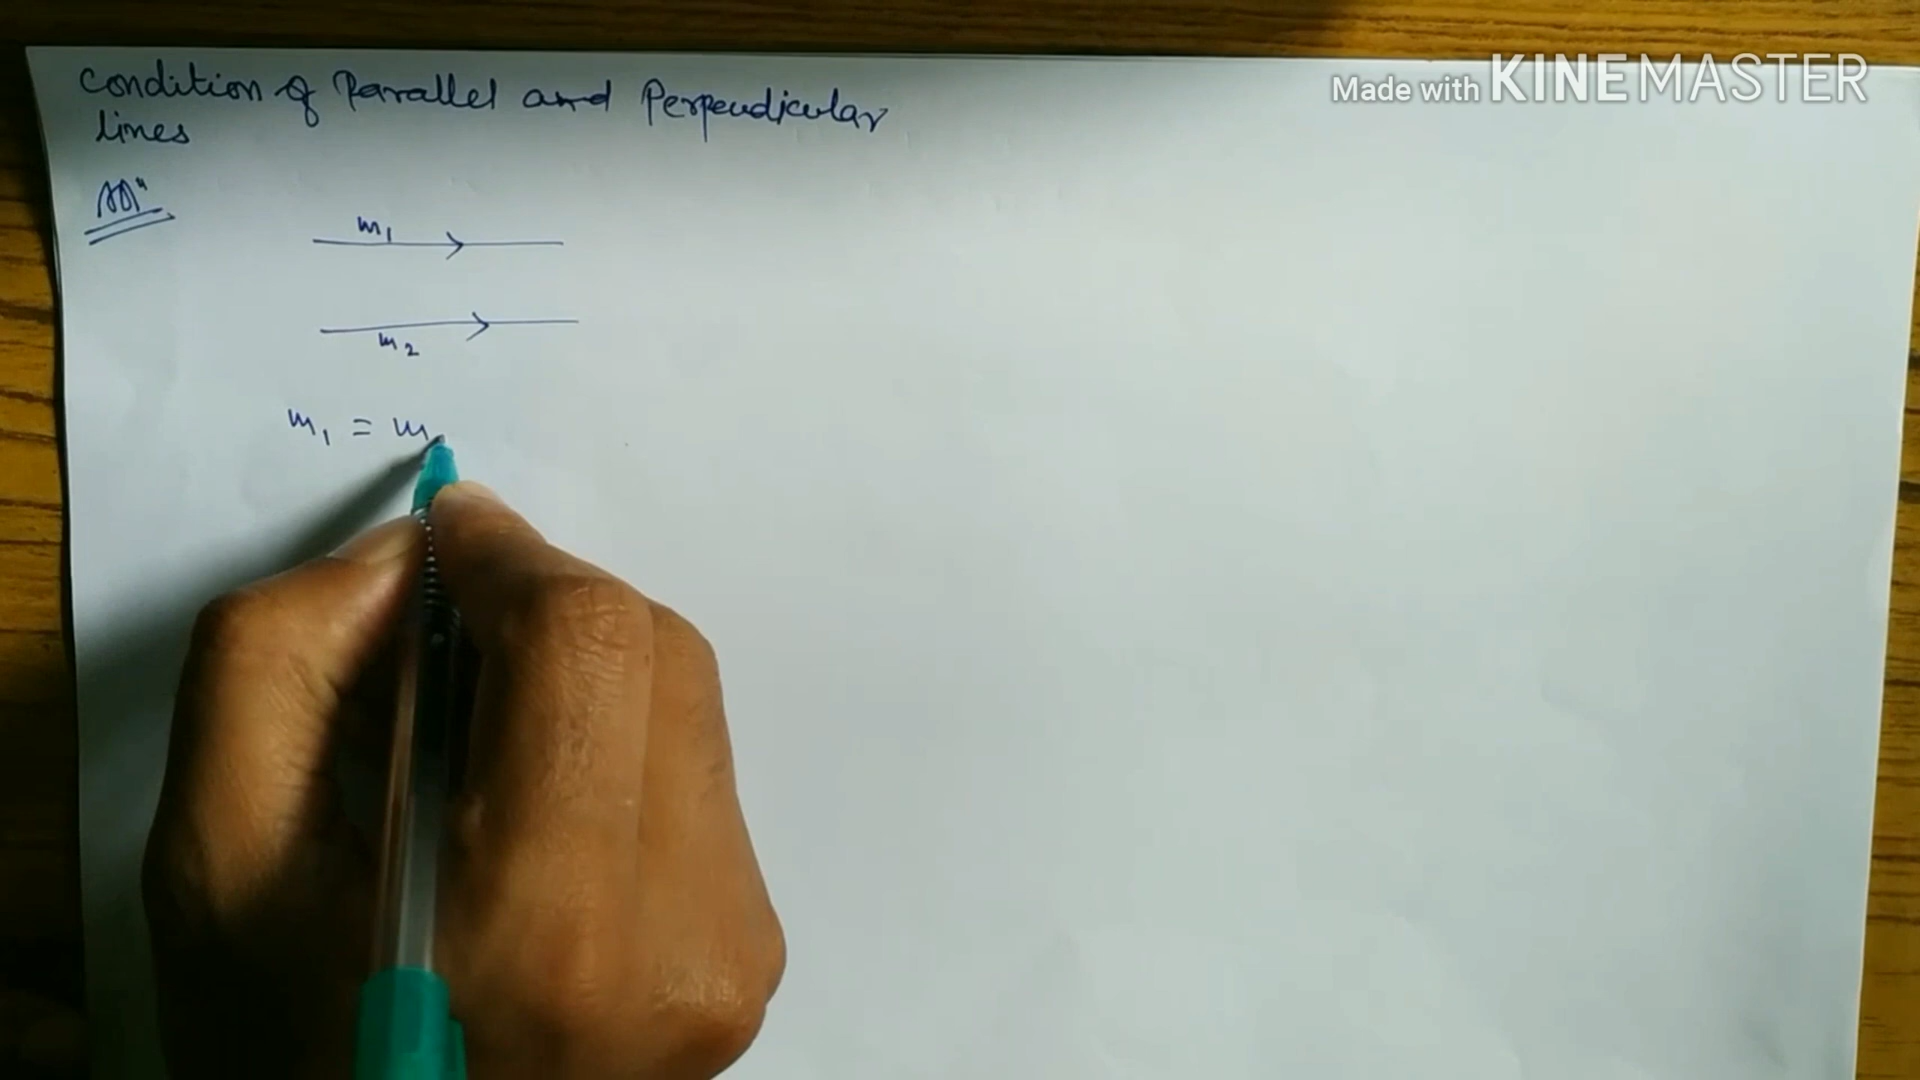 Made with KINEMASTER
Condition of Parallel and Perpendicular
lines
m₁
m₂
m₁ = m